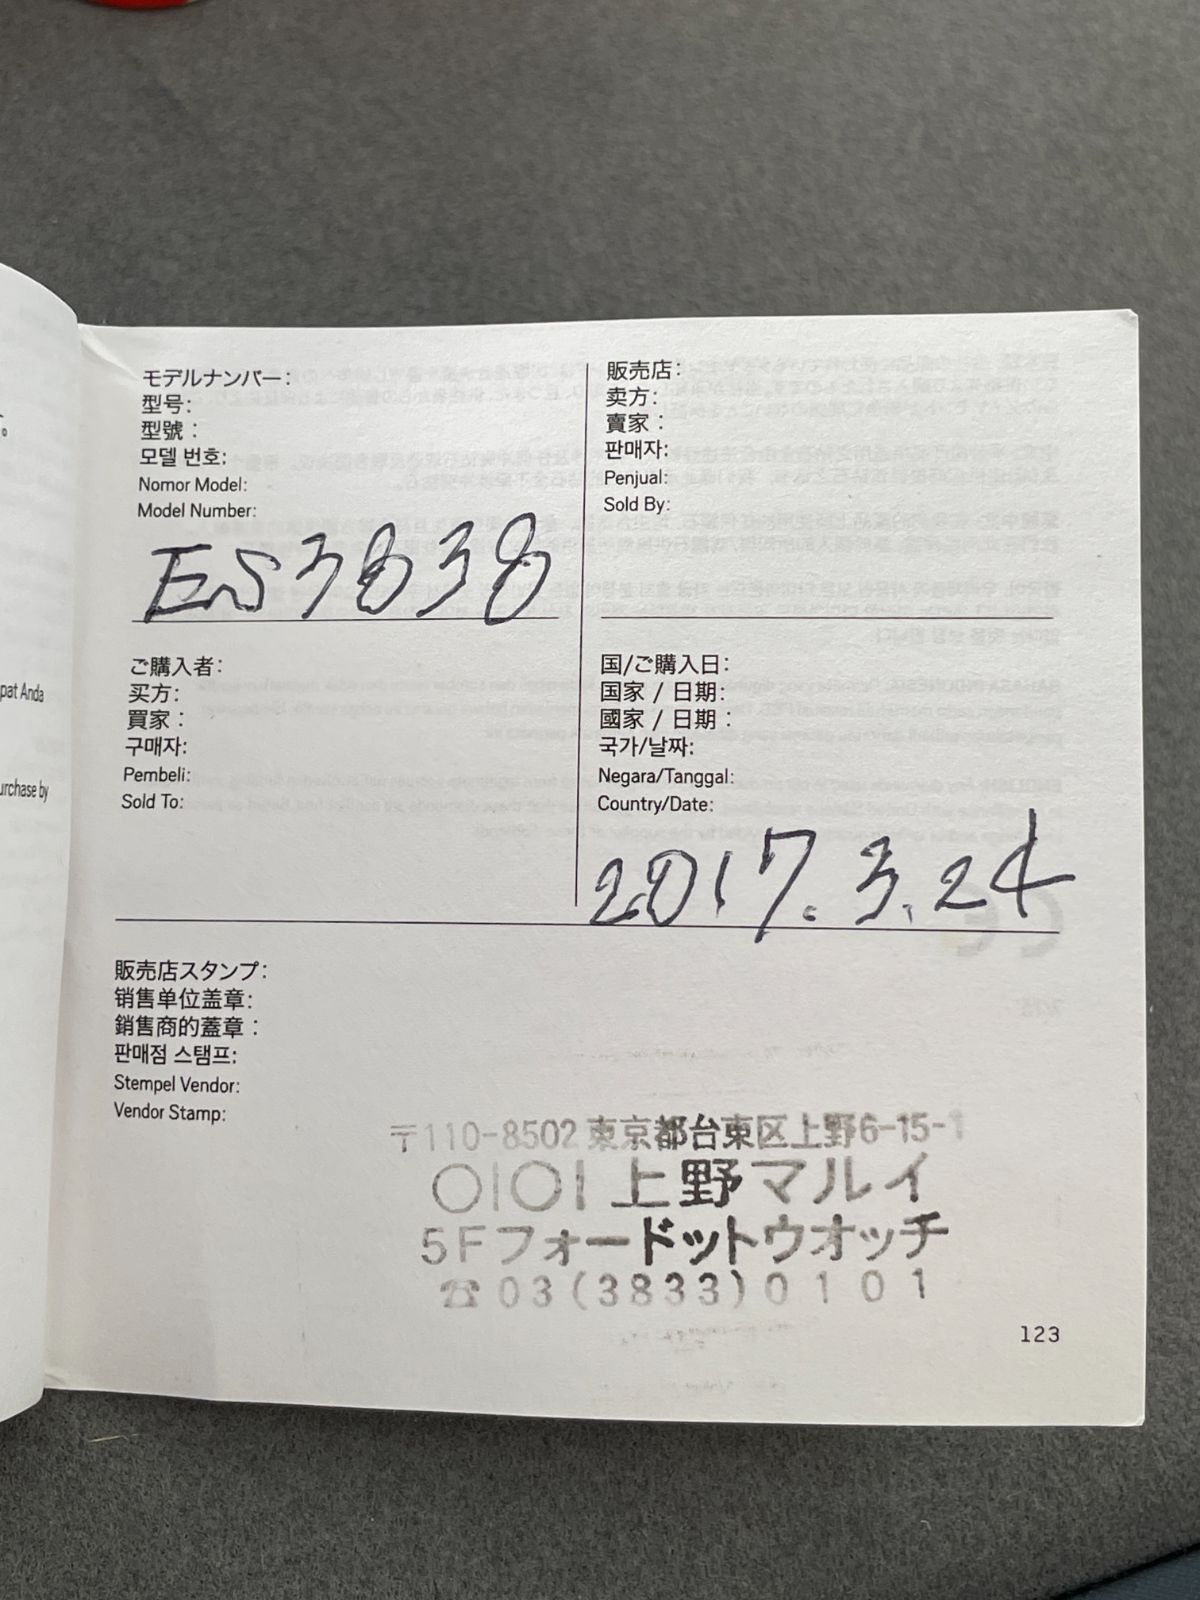 pat Anda
urchase by
モデルナンバー:
型号:
型號：
모델 번호:
Nomor Model:
Model Number:
ES3838
販売店:
卖方:
賣家：
판매자:
Penjual:
Sold By:
ご購入者:
买方:
買家：
구매자:
Pembeli:
Sold To:
国/ご購入日:
国家 / 日期:
國家 / 日期：
국가/날짜:
Negara/Tanggal:
Country/Date:
2017.3.24
販売店スタンプ:
销售单位盖章:
銷售商的蓋章：
판매점 스탬프:
Stempel Vendor:
Vendor Stamp:
〒110-8502 東京都台東区上野6-15-1
○|○| 上野マルイ
5Fフォードットウオッチ
☎03(3833)0101
123